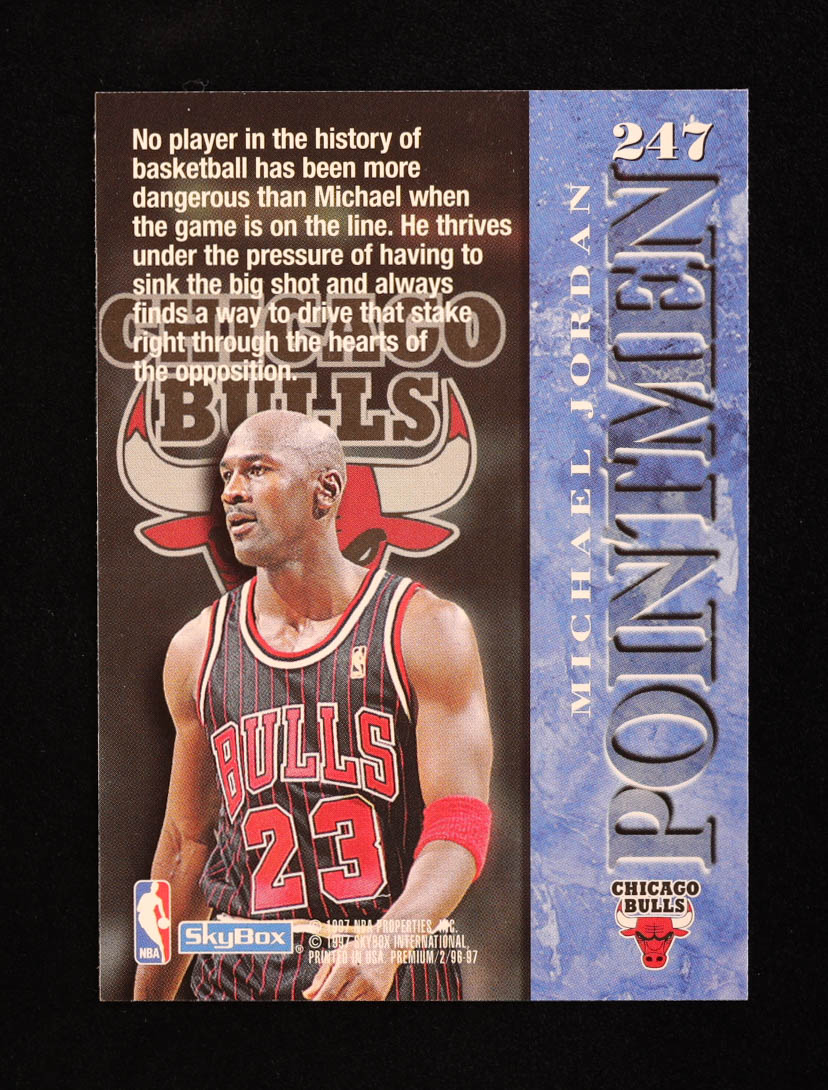 No player in the history of
basketball has been more
dangerous than Michael when
the game is on the line. He thrives
under the pressure of having to
sink the big shot and always
finds a way to drive that stake
right through the hearts of
the opposition.
CHICAGO
BULLS
BULLS
23
NBA
SkyBox
®
© 1997 NBA PROPERTIES, INC.
© 1997 SKYBOX INTERNATIONAL,
PRINTED IN USA. PREMIUM/2/96-97
247
MICHAEL JORDAN
POINTMEN
CHICAGO
BULLS